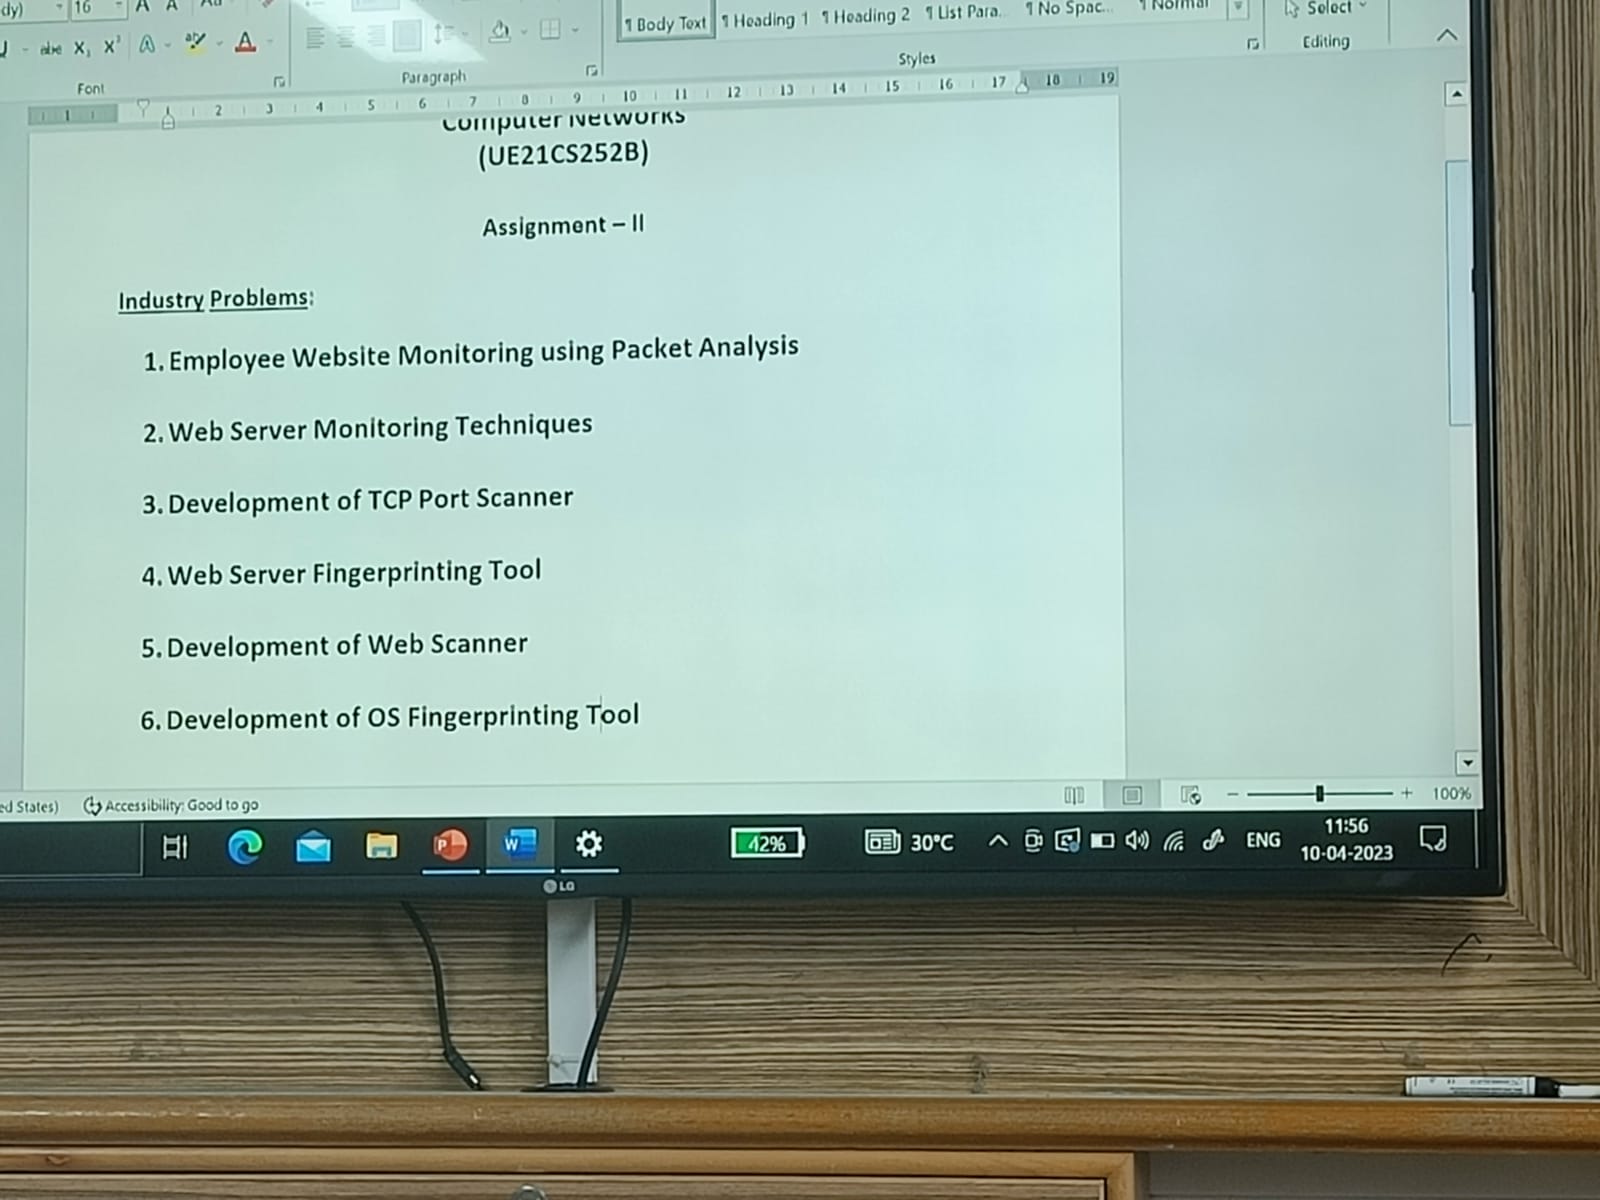 dy) 16 A A
abe X₂ X² A A
Font
Paragraph
¶ Body Text ¶ Heading 1 ¶ Heading 2 ¶ List Para... ¶ No Spac... ¶ Normal
Styles
Select
Editing
1 1 2 3 4 5 6 7 8 9 10 11 12 13 14 15 16 17 18 19
Computer Networks
(UE21CS252B)
Assignment – II
Industry Problems:
1. Employee Website Monitoring using Packet Analysis
2. Web Server Monitoring Techniques
3. Development of TCP Port Scanner
4. Web Server Fingerprinting Tool
5. Development of Web Scanner
6. Development of OS Fingerprinting Tool
ed States) Accessibility: Good to go
100%
P W 42% 30°C ENG 11:56
10-04-2023
LG